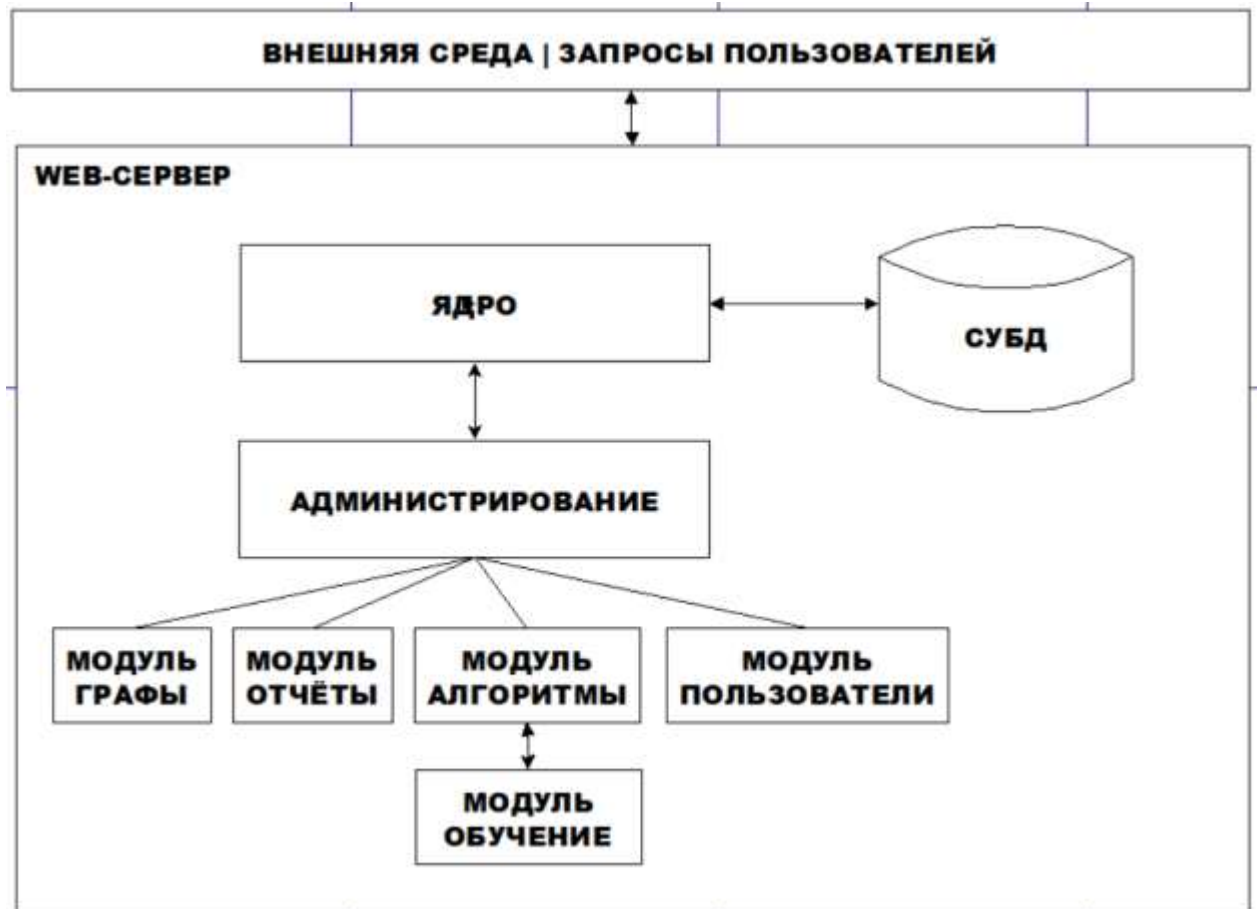 ВНЕШНЯЯ СРЕДА | ЗАПРОСЫ ПОЛЬЗОВАТЕЛЕЙ
WEB-СЕРВЕР
ЯДРО
СУБД
АДМИНИСТРИРОВАНИЕ
МОДУЛЬ
ГРАФЫ
МОДУЛЬ
ОТЧЁТЫ
МОДУЛЬ
АЛГОРИТМЫ
МОДУЛЬ
ПОЛЬЗОВАТЕЛИ
МОДУЛЬ
ОБУЧЕНИЕ